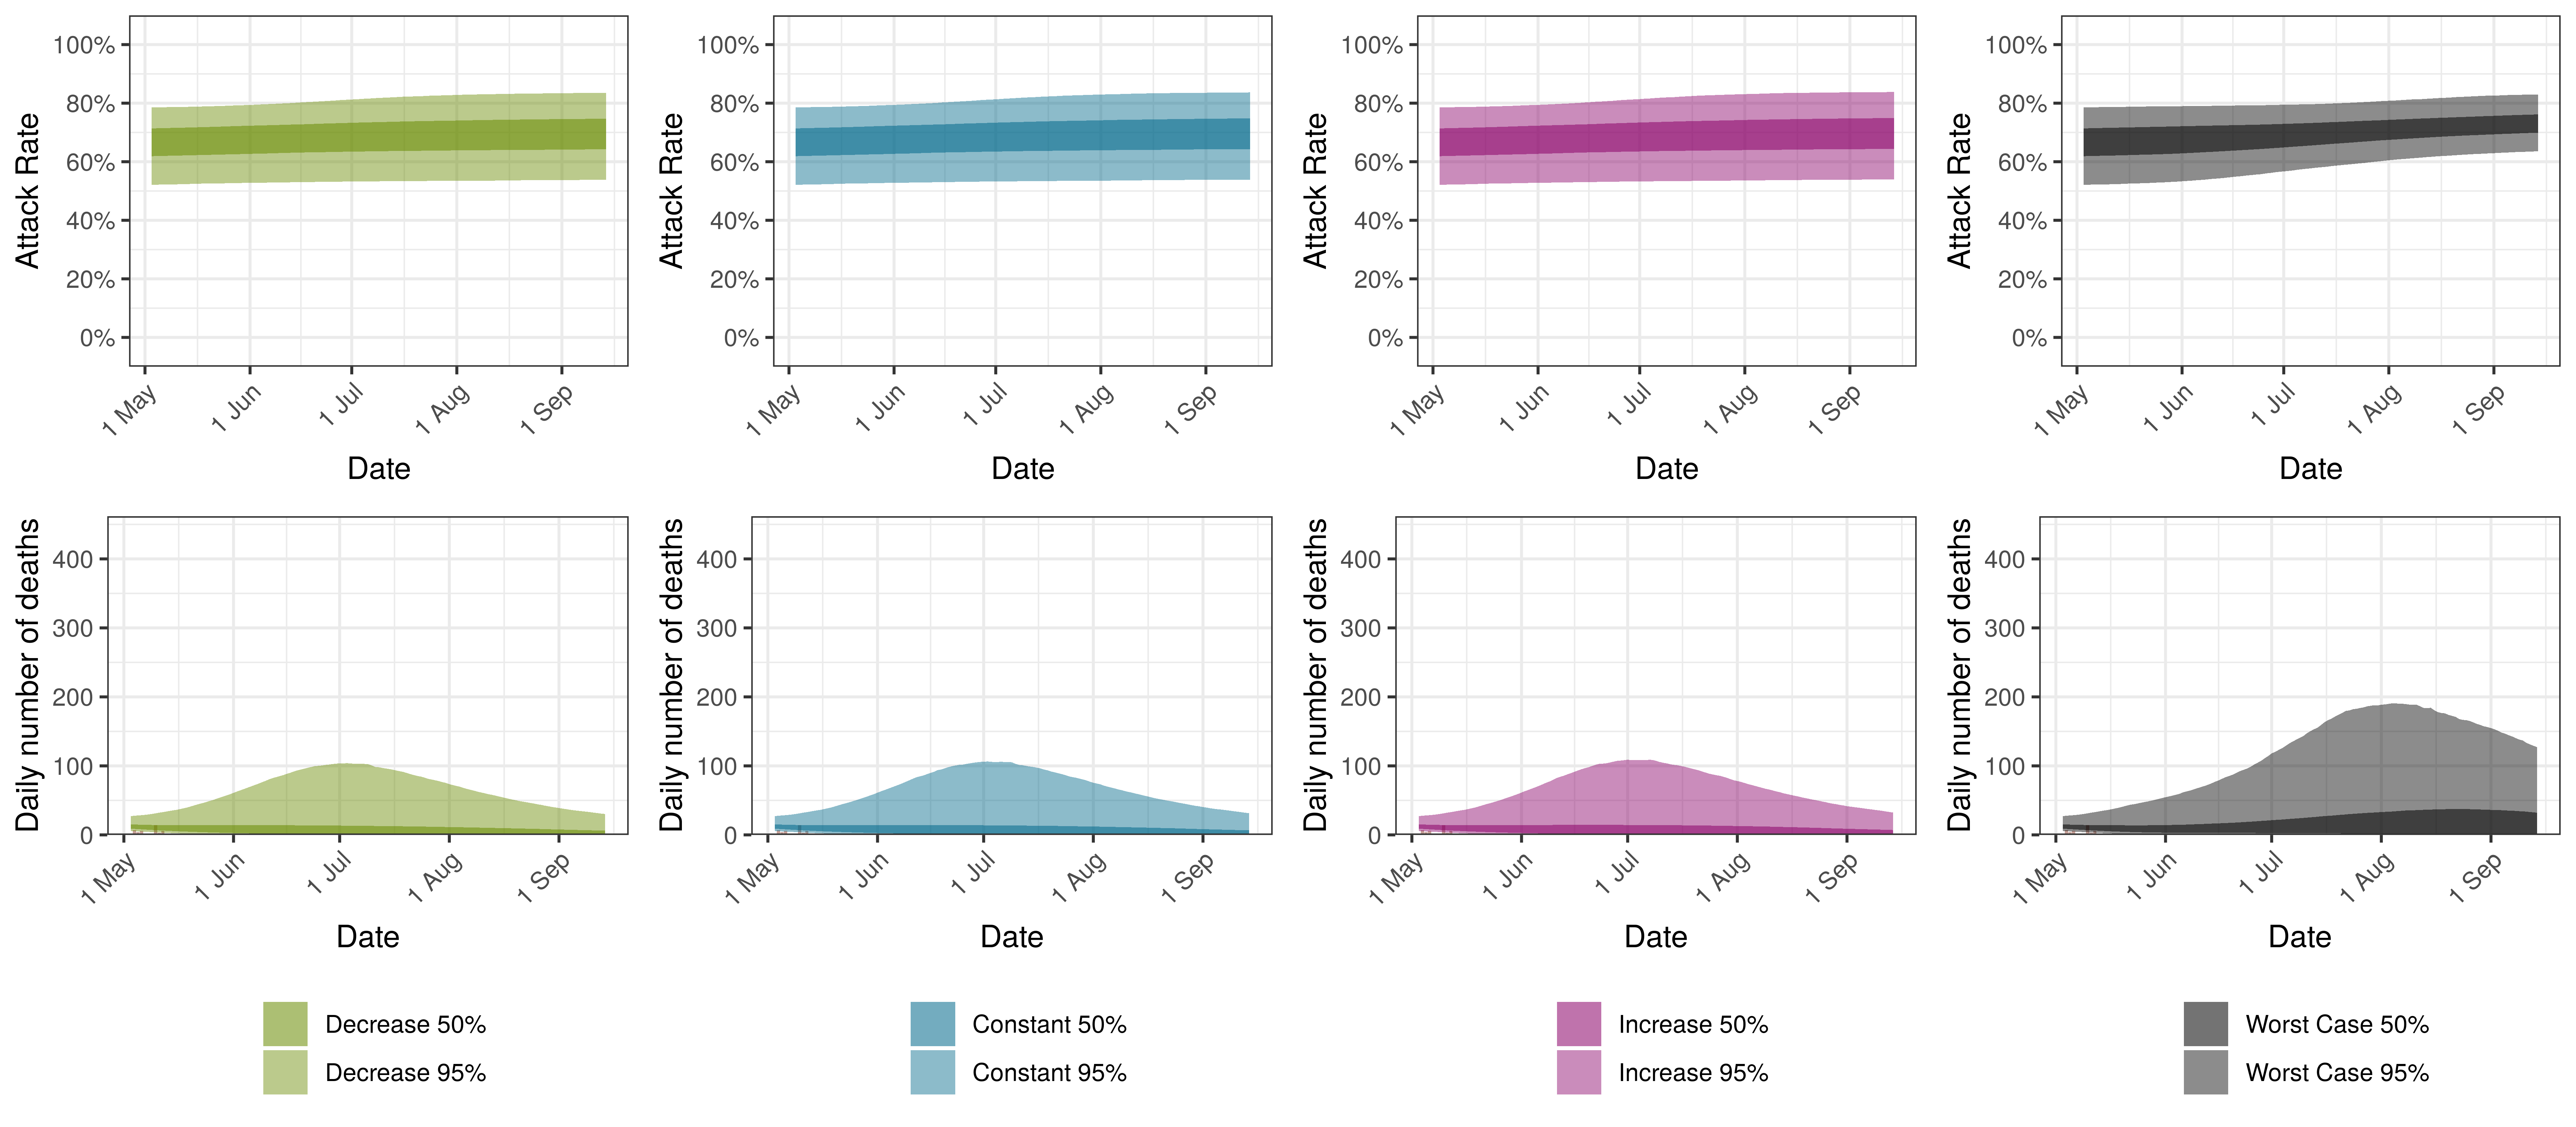 Attack Rate
100%
80%
60%
40%
20%
0%
1 May
1 Jun
1 Jul
1 Aug
1 Sep
Date
Attack Rate
100%
80%
60%
40%
20%
0%
1 May
1 Jun
1 Jul
1 Aug
1 Sep
Date
Attack Rate
100%
80%
60%
40%
20%
0%
1 May
1 Jun
1 Jul
1 Aug
1 Sep
Date
Attack Rate
100%
80%
60%
40%
20%
0%
1 May
1 Jun
1 Jul
1 Aug
1 Sep
Date
Daily number of deaths
400
300
200
100
0
1 May
1 Jun
1 Jul
1 Aug
1 Sep
Date
Daily number of deaths
400
300
200
100
0
1 May
1 Jun
1 Jul
1 Aug
1 Sep
Date
Daily number of deaths
400
300
200
100
0
1 May
1 Jun
1 Jul
1 Aug
1 Sep
Date
Daily number of deaths
400
300
200
100
0
1 May
1 Jun
1 Jul
1 Aug
1 Sep
Date
Decrease 50%
Decrease 95%
Constant 50%
Constant 95%
Increase 50%
Increase 95%
Worst Case 50%
Worst Case 95%